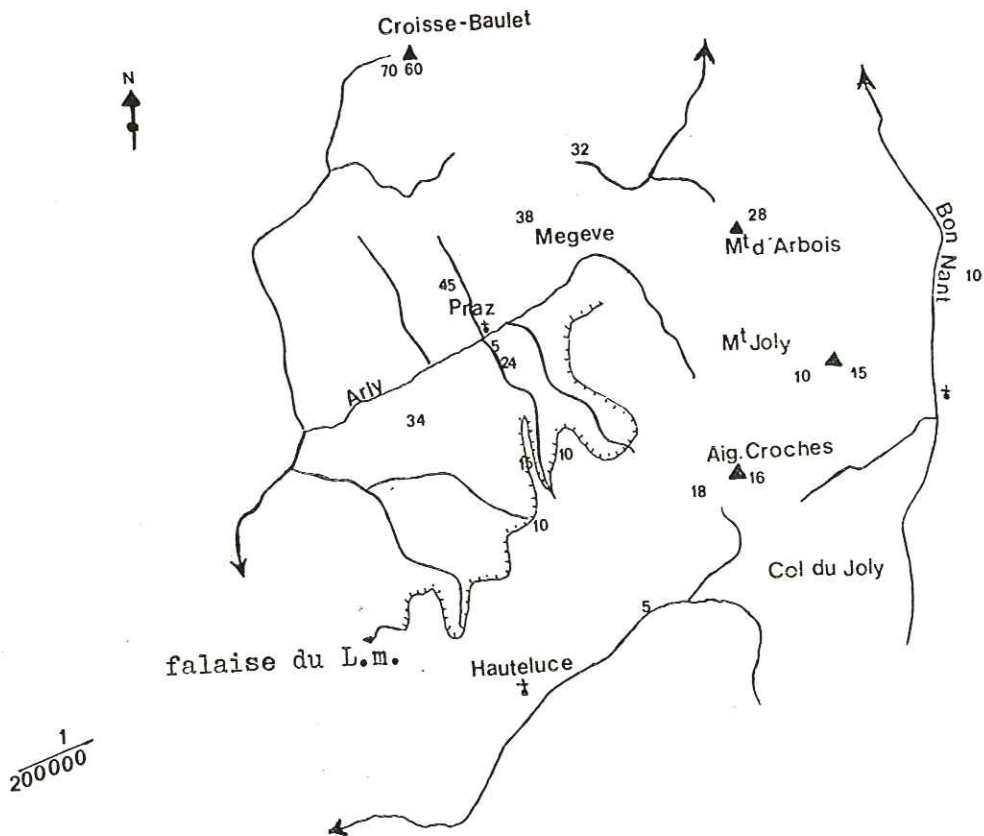 Croisse-Baulet
70 60
N
32
Bon Nant
38
28
Megève
Mt d'Arbois
10
45
Praz
5
24
Mt Joly
10
15
Arly
34
Aig. Croches
15
10
18
16
10
Col du Joly
5
falaise du L.m.
Hauteluce
1
200000